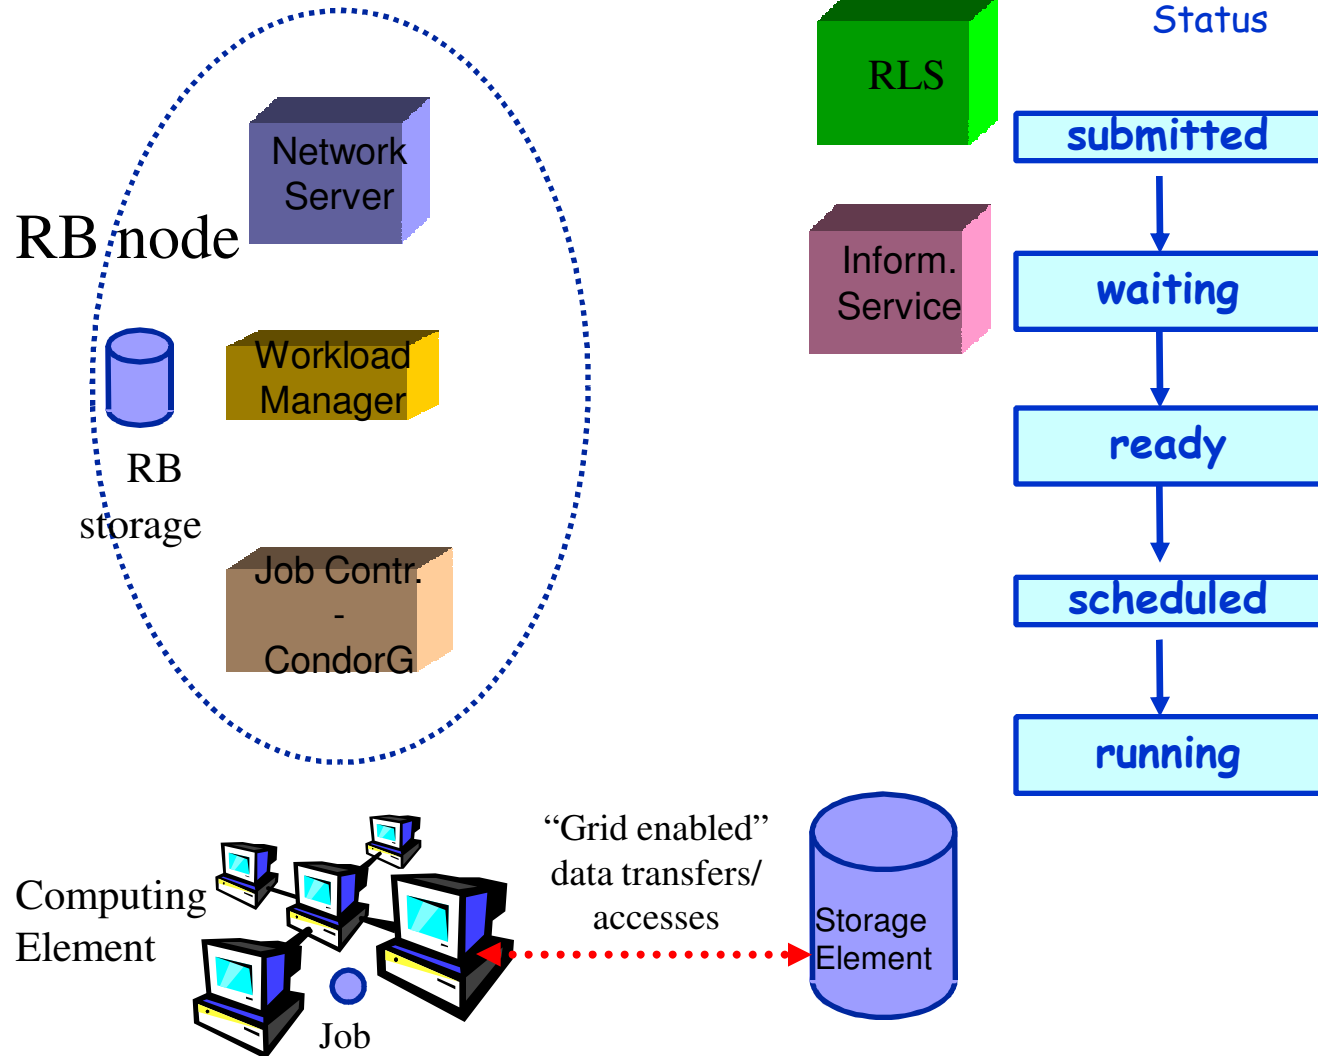 Status
RLS
submitted
Network
Server
RB node
Inform.
Service
waiting
Workload
Manager
ready
RB
storage
Job Contr.
-
CondorG
scheduled
running
“Grid enabled”
data transfers/
accesses
Computing
Element
Storage
Element
Job